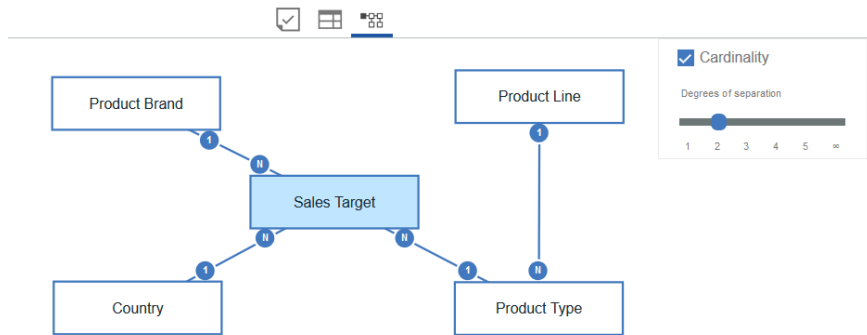 Cardinality
Degrees of separation
1 2 3 4 5 ∞
Product Brand
Product Line
1
1
N
Sales Target
N
N
1
1
N
Country
Product Type